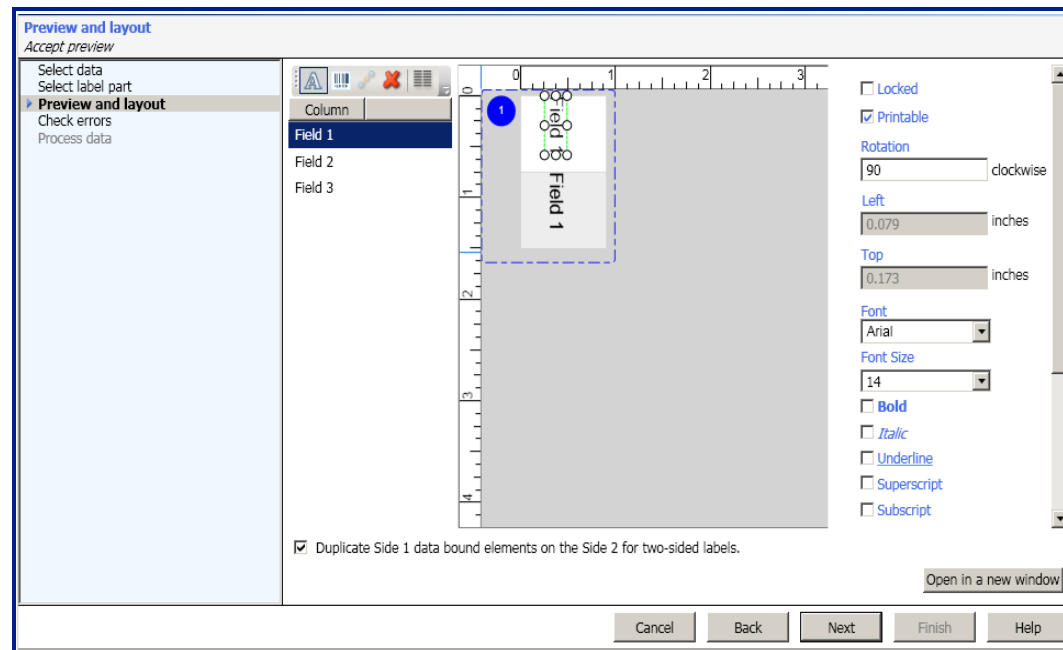 Preview and layout
Accept preview
Select data
Select label part
Preview and layout
Check errors
Process data
A
Column
Field 1
Field 2
Field 3
0 1 2 3
0
1
2
3
4
1
Field 1
Field 1
Locked
Printable
Rotation
90 clockwise
Left
0.079 inches
Top
0.173 inches
Font
Arial
Font Size
14
Bold
Italic
Underline
Superscript
Subscript
Duplicate Side 1 data bound elements on the Side 2 for two-sided labels.
Open in a new window
Cancel Back Next Finish Help